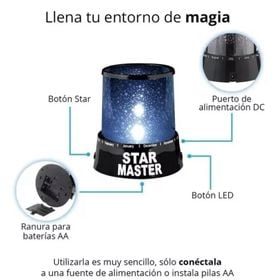 Llena tu entorno de magia
Botón Star
Puerto de
alimentación DC
STAR
MASTER
Botón LED
Ranura para
baterías AA
Utilizarla es muy sencillo, sólo conéctala
a una fuente de alimentación o instala pilas AA